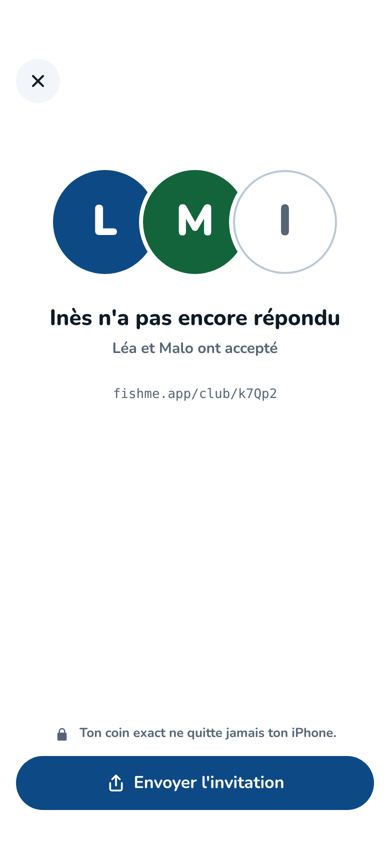 L M I
Inès n'a pas encore répondu
Léa et Malo ont accepté
fishme.app/club/k7Qp2
Ton coin exact ne quitte jamais ton iPhone.
Envoyer l'invitation